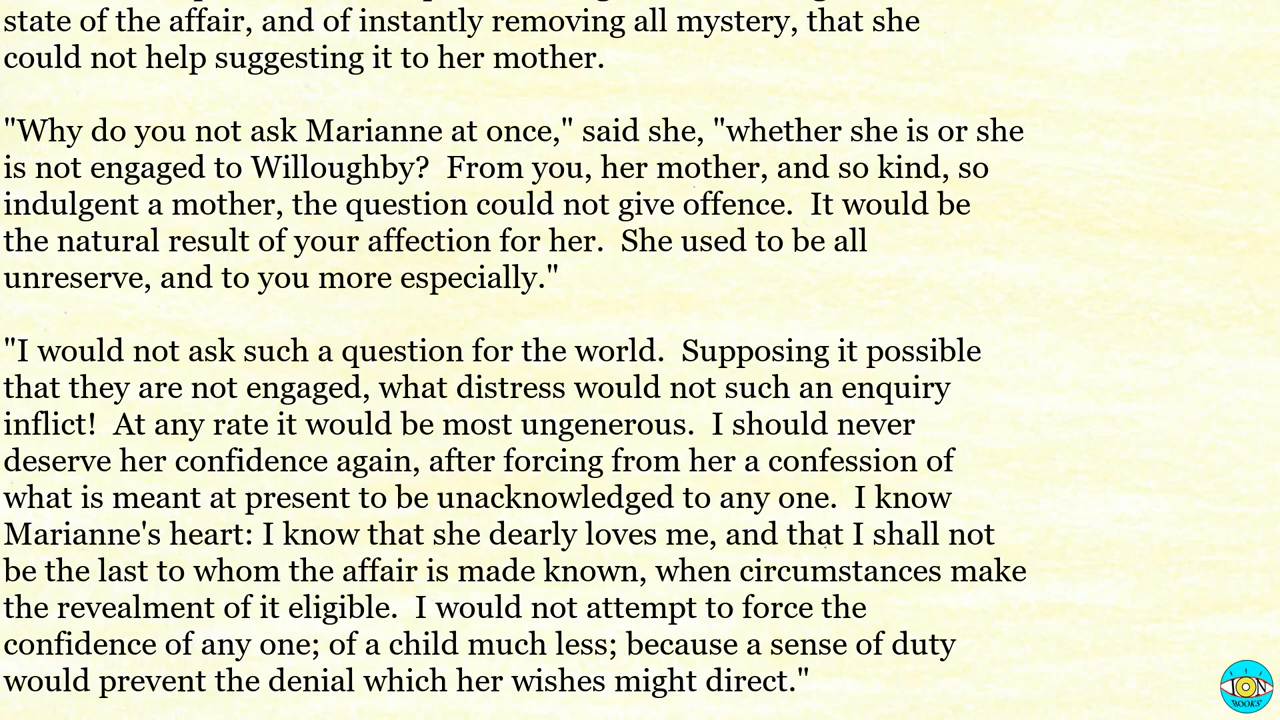 state of the affair, and of instantly removing all mystery, that she
could not help suggesting it to her mother.
"Why do you not ask Marianne at once," said she, "whether she is or she
is not engaged to Willoughby?  From you, her mother, and so kind, so
indulgent a mother, the question could not give offence.  It would be
the natural result of your affection for her.  She used to be all
unreserve, and to you more especially."
"I would not ask such a question for the world.  Supposing it possible
that they are not engaged, what distress would not such an enquiry
inflict!  At any rate it would be most ungenerous.  I should never
deserve her confidence again, after forcing from her a confession of
what is meant at present to be unacknowledged to any one.  I know
Marianne's heart: I know that she dearly loves me, and that I shall not
be the last to whom the affair is made known, when circumstances make
the revealment of it eligible.  I would not attempt to force the
confidence of any one; of a child much less; because a sense of duty
would prevent the denial which her wishes might direct."
ION
BOOKS